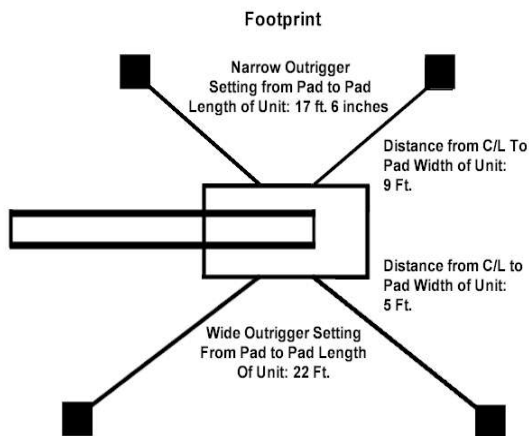 Footprint
Narrow Outrigger
Setting from Pad to Pad
Length of Unit: 17 ft. 6 inches
Distance from C/L To
Pad Width of Unit:
9 Ft.
Distance from C/L to
Pad Width of Unit:
5 Ft.
Wide Outrigger Setting
From Pad to Pad Length
Of Unit: 22 Ft.